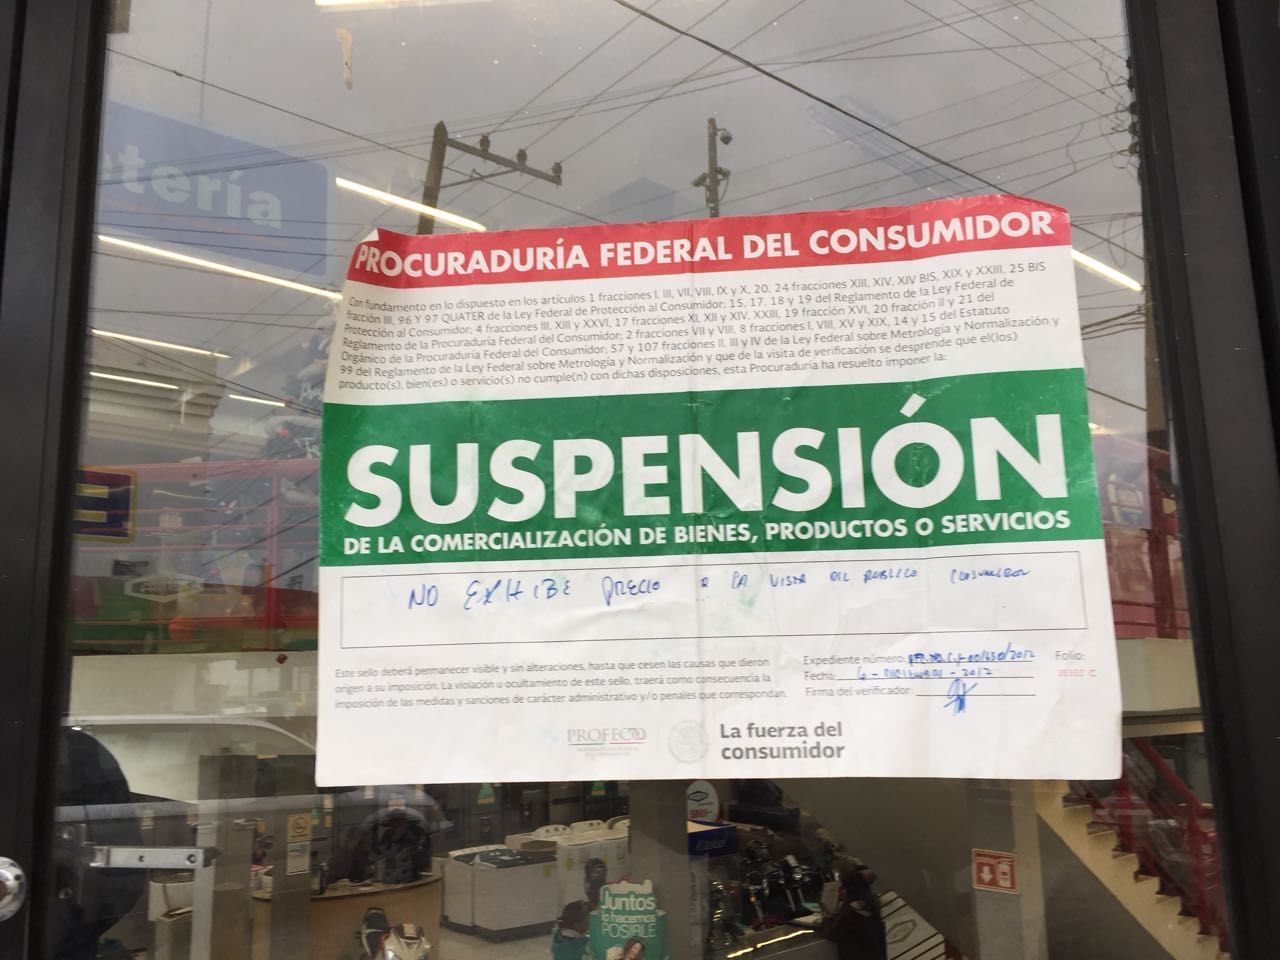 etería
PROCURADURÍA FEDERAL DEL CONSUMIDOR
Con fundamento en lo dispuesto en los artículos 1 fracciones I, III, VII, VIII, IX y X, 20, 24 fracciones XIII, XIV, XIV BIS, XIX y XXIII, 25 BIS
fracción III, 96 Y 97 QUATER de la Ley Federal de Protección al Consumidor; 15, 17, 18 y 19 del Reglamento de la Ley Federal de
Protección al Consumidor; 4 fracciones III, XIII y XXVI, 17 fracciones XI, XII y XIV, XXIII, 19 fracción XVI, 20 fracción II y 21 del
Reglamento de la Procuraduría Federal del Consumidor; 2 fracciones VII y VIII, 8 fracciones I, VIII, XV y XIX, 14 y 15 del Estatuto
Orgánico de la Procuraduría Federal del Consumidor; 57 y 107 fracciones II, III y IV de la Ley Federal sobre Metrología y Normalización y
99 del Reglamento de la Ley Federal sobre Metrología y Normalización y que de la visita de verificación se desprende que el(los)
producto(s), bien(es) o servicio(s) no cumple(n) con dichas disposiciones, esta Procuraduría ha resuelto imponer la:
SUSPENSIÓN
DE LA COMERCIALIZACIÓN DE BIENES, PRODUCTOS O SERVICIOS
NO EXHIBE PRECIO A LA VISTA DEL PUBLICO CONSUMIDOR
Este sello deberá permanecer visible y sin alteraciones, hasta que cesen las causas que dieron
origen a su imposición. La violación u ocultamiento de este sello, traerá como consecuencia la
imposición de las medidas y sanciones de carácter administrativo y/o penales que correspondan.
Expediente número:
Fecha: 6 - DICIEMBRE - 2012
Firma del verificador:
Folio:
PROFECO
La fuerza del
consumidor
Juntos
lo hacemos
POSIBLE